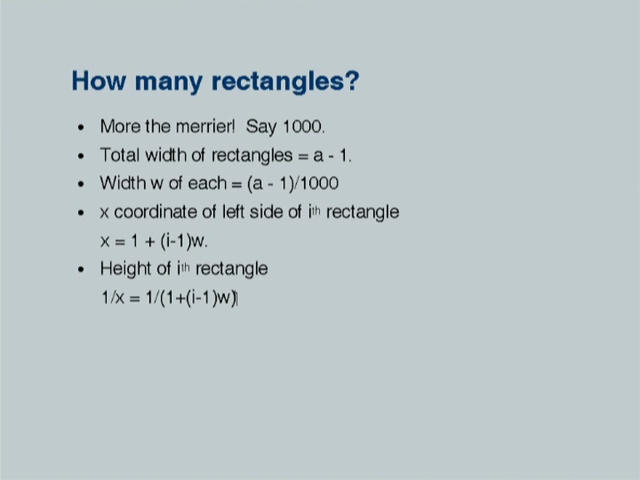 How many rectangles?
• More the merrier! Say 1000.
• Total width of rectangles = a - 1.
• Width w of each = (a - 1)/1000
• x coordinate of left side of ith rectangle
x = 1 + (i-1)w.
• Height of ith rectangle
1/x = 1/(1+(i-1)w)